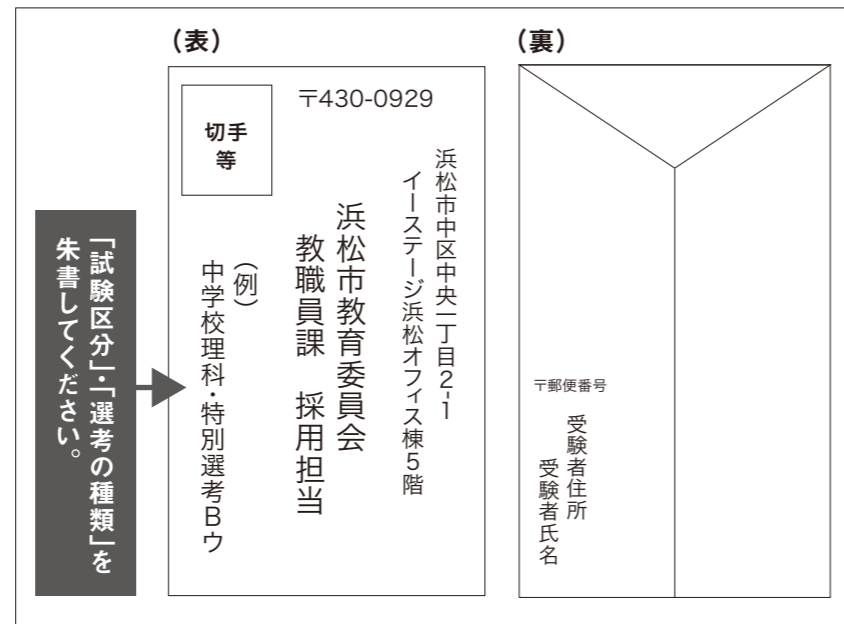 （表）
切手
等
〒430-0929
浜松市中区中央一丁目2-1
イーステージ浜松オフィス棟5階
浜松市教育委員会
教職員課　採用担当
（例）
中学校理科・特別選考Bウ
「試験区分」・「選考の種類」を
朱書してください。
（裏）
〒郵便番号
受験者住所
受験者氏名